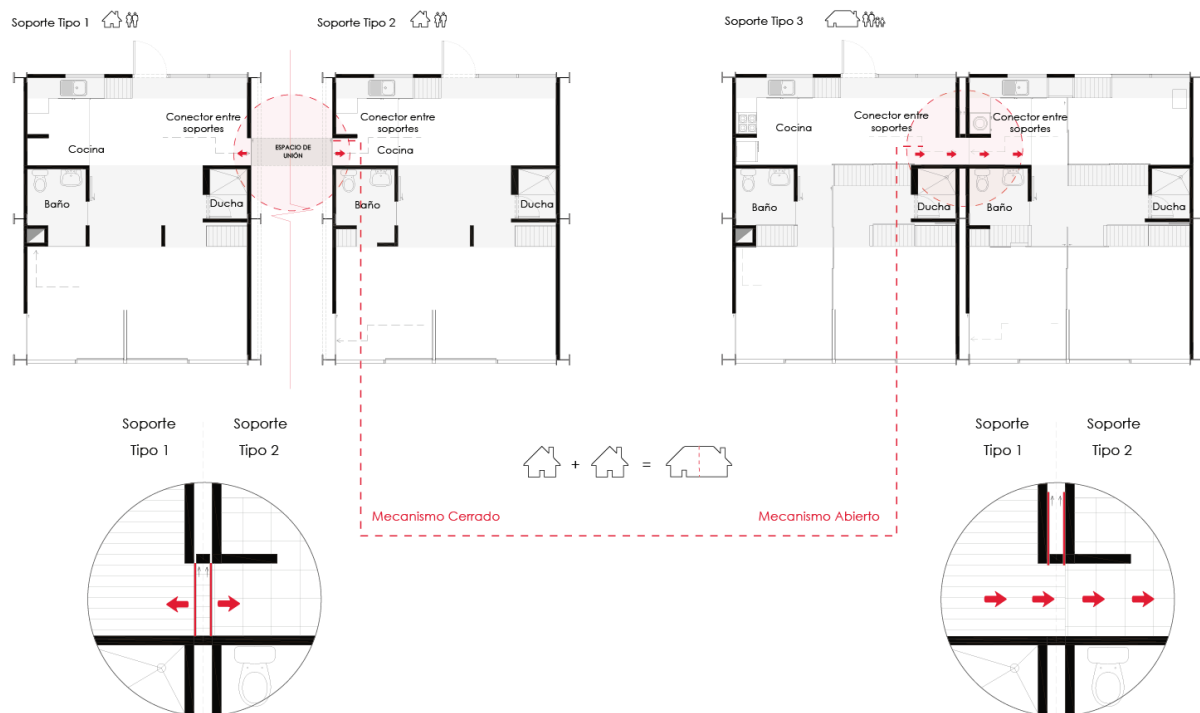 Soporte Tipo 1
Soporte Tipo 2
Soporte Tipo 3
Conector entre
soportes
Cocina
ESPACIO DE
UNIÓN
Conector entre
soportes
Cocina
Baño
Ducha
Baño
Ducha
Cocina
Conector entre
soportes
Conector entre
soportes
Baño
Ducha
Baño
Ducha
Soporte
Tipo 1
Soporte
Tipo 2
+
=
Mecanismo Cerrado
Mecanismo Abierto
Soporte
Tipo 1
Soporte
Tipo 2